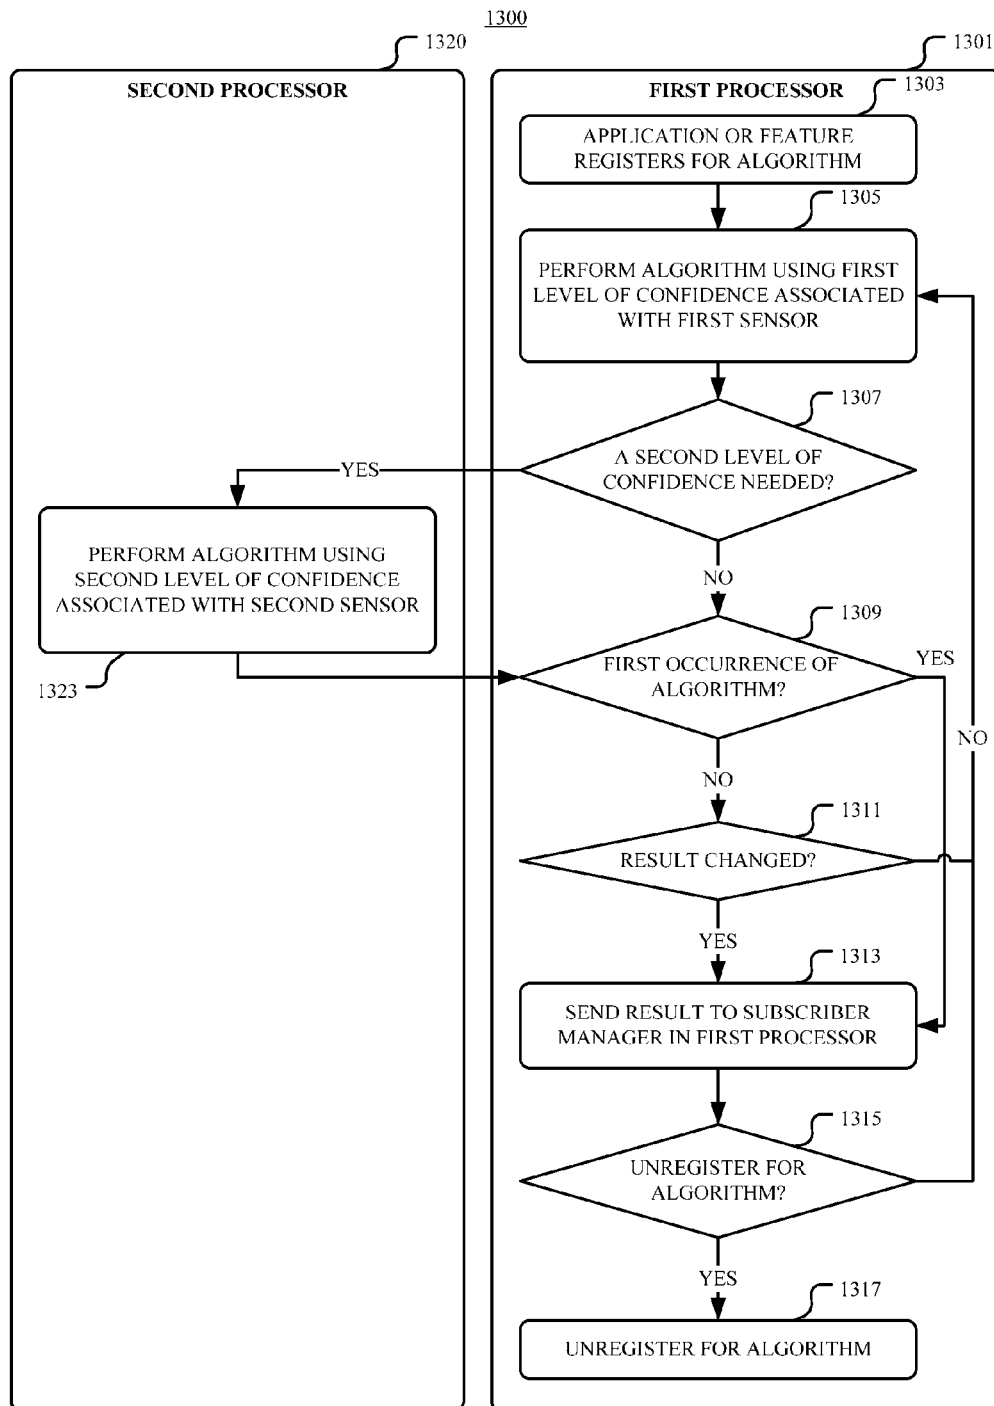 1300
1320
1301
SECOND PROCESSOR
FIRST PROCESSOR
1303
APPLICATION OR FEATURE
REGISTERS FOR ALGORITHM
1305
PERFORM ALGORITHM USING FIRST
LEVEL OF CONFIDENCE ASSOCIATED
WITH FIRST SENSOR
1307
A SECOND LEVEL OF
CONFIDENCE NEEDED?
YES
PERFORM ALGORITHM USING
SECOND LEVEL OF CONFIDENCE
ASSOCIATED WITH SECOND SENSOR
1323
NO
1309
FIRST OCCURRENCE OF
ALGORITHM?
YES
NO
NO
1311
RESULT CHANGED?
YES
1313
SEND RESULT TO SUBSCRIBER
MANAGER IN FIRST PROCESSOR
1315
UNREGISTER FOR
ALGORITHM?
YES
1317
UNREGISTER FOR ALGORITHM